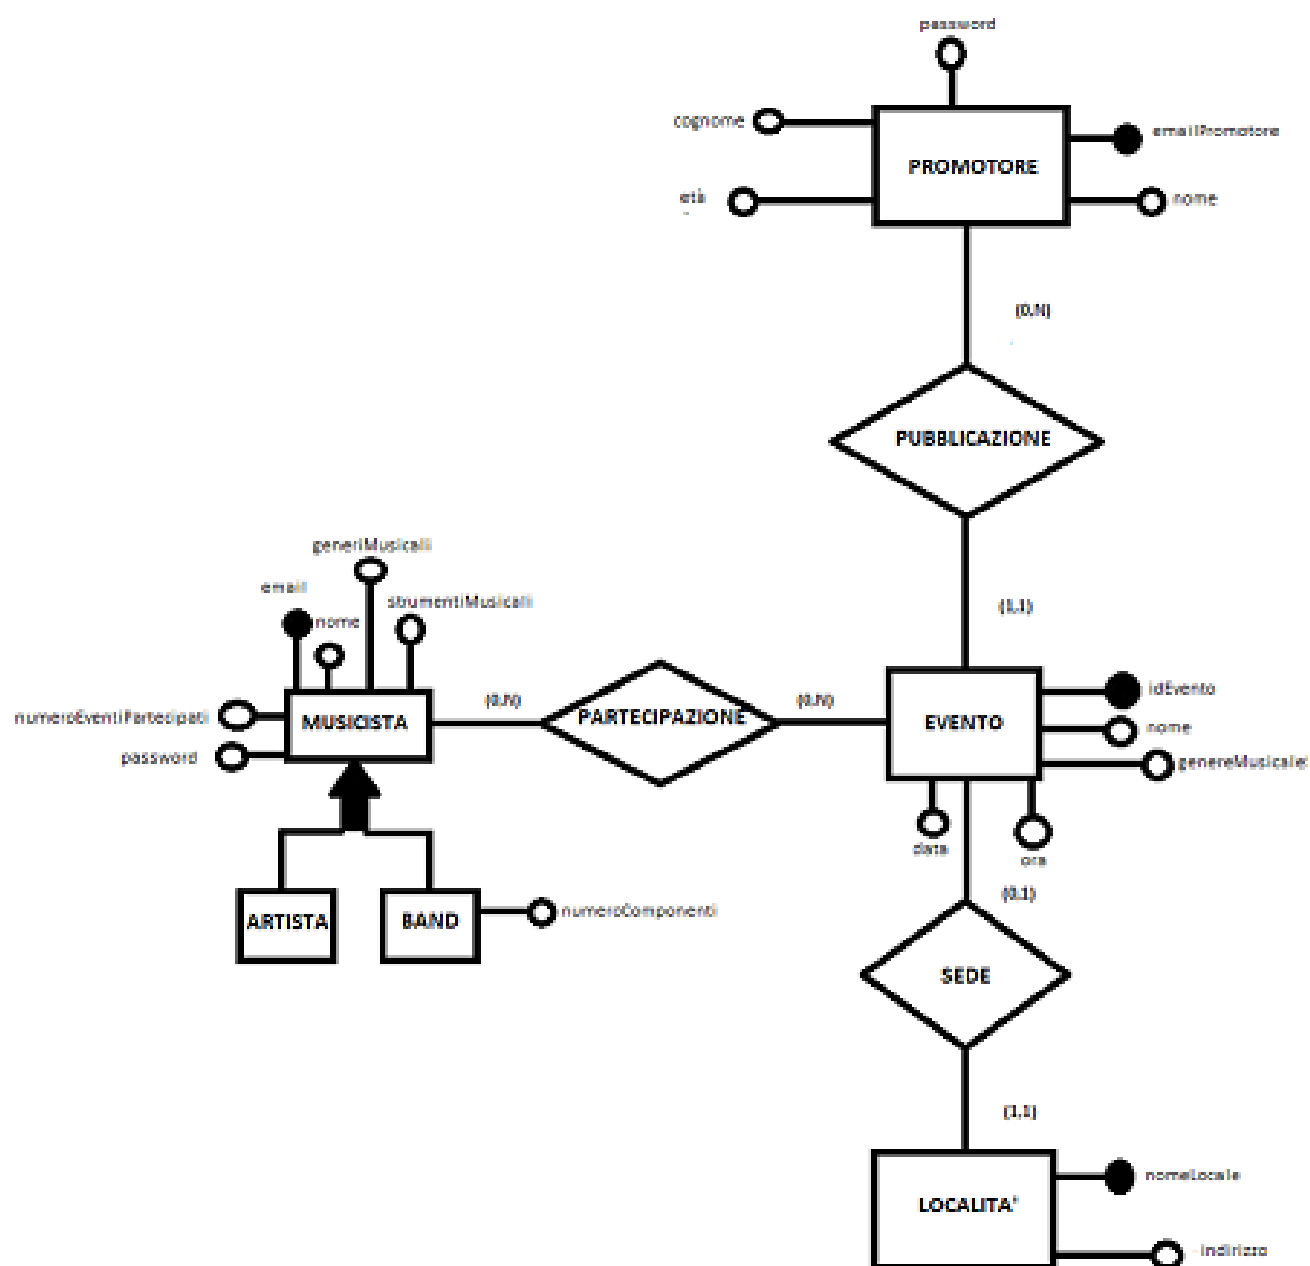 password
cognome
emailPromotore
PROMOTORE
età
nome
(0,N)
PUBBLICAZIONE
generiMusicali
email
strumentiMusicali
nome
(1,1)
numeroEventiPartecipati
MUSICISTA
(0,N)
PARTECIPAZIONE
(0,N)
EVENTO
idEvento
nome
password
genereMusicale
data
ora
(0,1)
ARTISTA
BAND
numeroComponenti
SEDE
(1,1)
nomeLocale
LOCALITA'
indirizzo